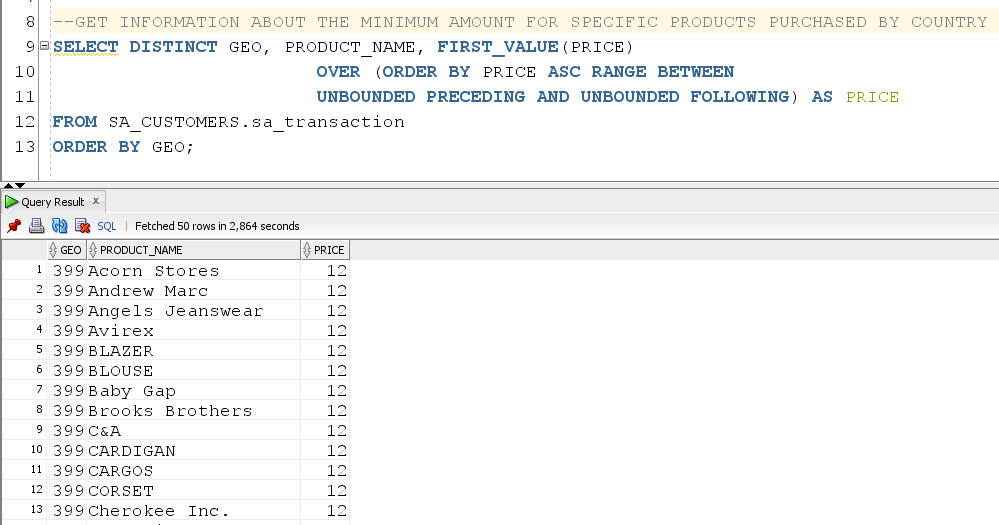 8 --GET INFORMATION ABOUT THE MINIMUM AMOUNT FOR SPECIFIC PRODUCTS PURCHASED BY COUNTRY
9 SELECT DISTINCT GEO, PRODUCT_NAME, FIRST_VALUE(PRICE)
10 OVER (ORDER BY PRICE ASC RANGE BETWEEN
11 UNBOUNDED PRECEDING AND UNBOUNDED FOLLOWING) AS PRICE
12 FROM SA_CUSTOMERS.sa_transaction
13 ORDER BY GEO;
Query Result x
SQL | Fetched 50 rows in 2,864 seconds
GEO PRODUCT_NAME PRICE
1 399 Acorn Stores 12
2 399 Andrew Marc 12
3 399 Angels Jeanswear 12
4 399 Avirex 12
5 399 BLAZER 12
6 399 BLOUSE 12
7 399 Baby Gap 12
8 399 Brooks Brothers 12
9 399 C&A 12
10 399 CARDIGAN 12
11 399 CARGOS 12
12 399 CORSET 12
13 399 Cherokee Inc. 12